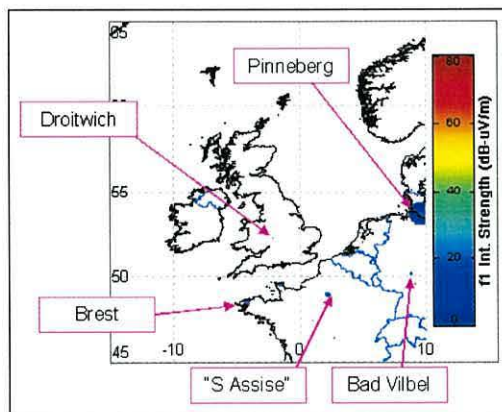 65
Pinneberg
80
Droitwich
60
55
40
f1 Int. Strength (dB-uV/m)
20
50
Brest
0
45
-10
0
10
"S Assise"
Bad Vilbel